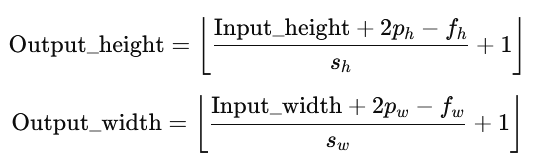 Output_height = ⌊ (Input_height + 2p_h − f_h) / s_h + 1 ⌋
Output_width = ⌊ (Input_width + 2p_w − f_w) / s_w + 1 ⌋